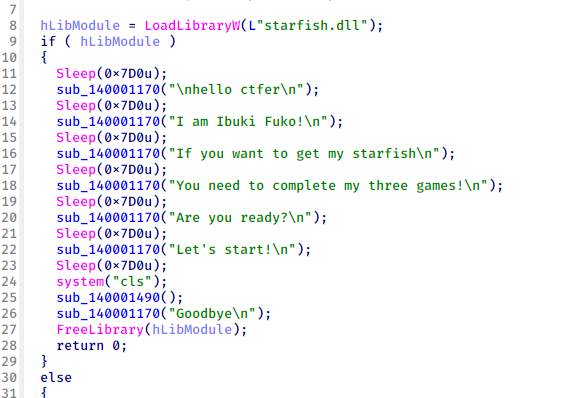 7
8 hLibModule = LoadLibraryW(L"starfish.dll");
9 if ( hLibModule )
10 {
11 Sleep(0×7D0u);
12 sub_140001170("\nhello ctfer\n");
13 Sleep(0×7D0u);
14 sub_140001170("I am Ibuki Fuko!\n");
15 Sleep(0×7D0u);
16 sub_140001170("If you want to get my starfish\n");
17 Sleep(0×7D0u);
18 sub_140001170("You need to complete my three games!\n");
19 Sleep(0×7D0u);
20 sub_140001170("Are you ready?\n");
21 Sleep(0×7D0u);
22 sub_140001170("Let's start!\n");
23 Sleep(0×7D0u);
24 system("cls");
25 sub_140001490();
26 sub_140001170("Goodbye\n");
27 FreeLibrary(hLibModule);
28 return 0;
29 }
30 else
31 {